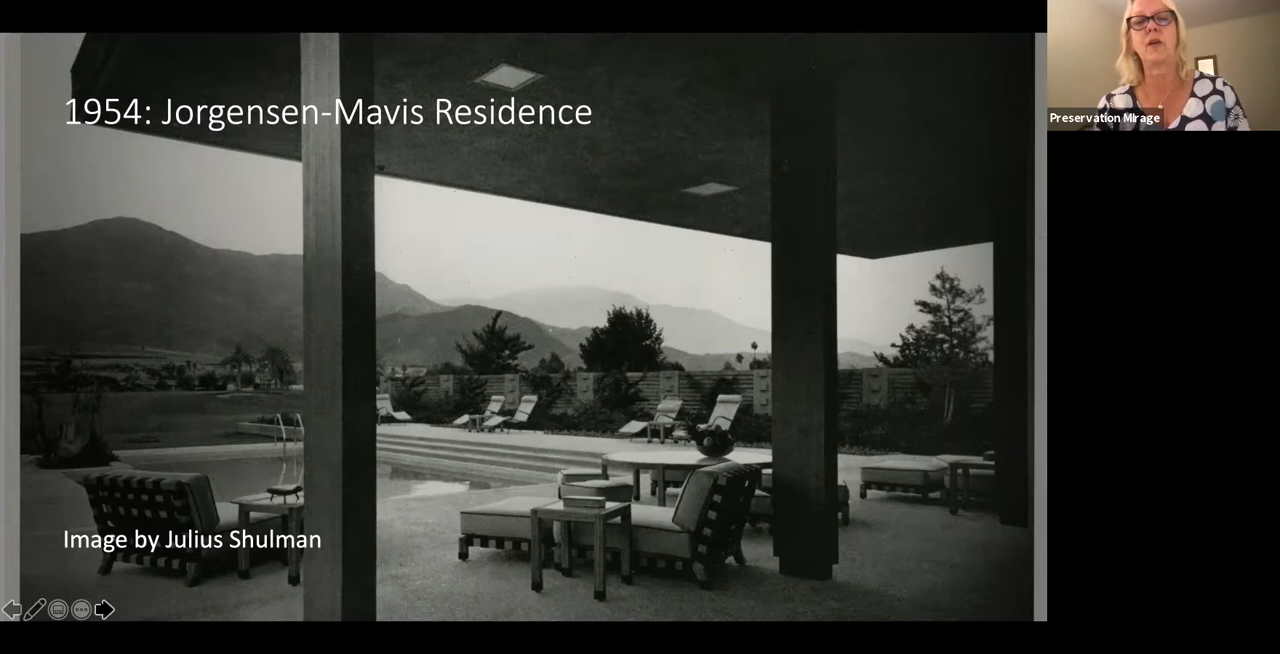 1954: Jorgensen-Mavis Residence
Preservation MIrage
Image by Julius Shulman